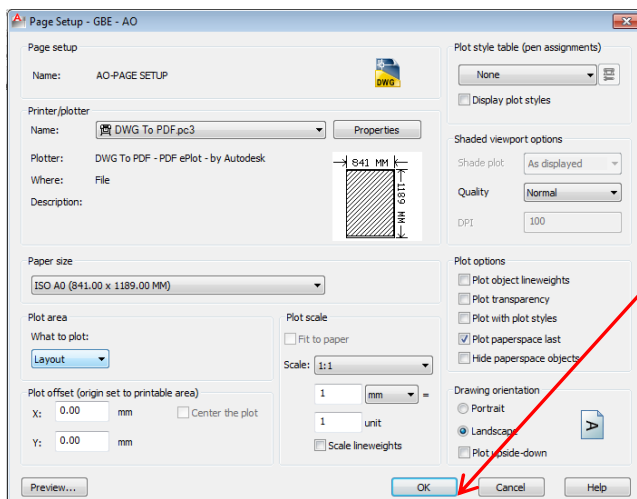 Page Setup - GBE - AO
Page setup
Name: AO-PAGE SETUP
DWG
Printer/plotter
Name: DWG To PDF.pc3 Properties
Plotter: DWG To PDF - PDF ePlot - by Autodesk
Where: File
Description:
841 MM
1189 MM
Paper size
ISO A0 (841.00 x 1189.00 MM)
Plot area
What to plot:
Layout
Plot offset (origin set to printable area)
X: 0.00 mm Center the plot
Y: 0.00 mm
Plot scale
Fit to paper
Scale: 1:1
1 mm =
1 unit
Scale lineweights
Plot style table (pen assignments)
None
Display plot styles
Shaded viewport options
Shade plot As displayed
Quality Normal
DPI 100
Plot options
Plot object lineweights
Plot transparency
Plot with plot styles
Plot paperspace last
Hide paperspace objects
Drawing orientation
Portrait
Landscape
Plot upside-down
A
Preview... OK Cancel Help